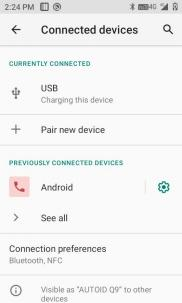 2:24 PM
4G
Connected devices
CURRENTLY CONNECTED
USB
Charging this device
Pair new device
PREVIOUSLY CONNECTED DEVICES
Android
See all
Connection preferences
Bluetooth, NFC
Visible as "AUTOID Q9" to other
devices